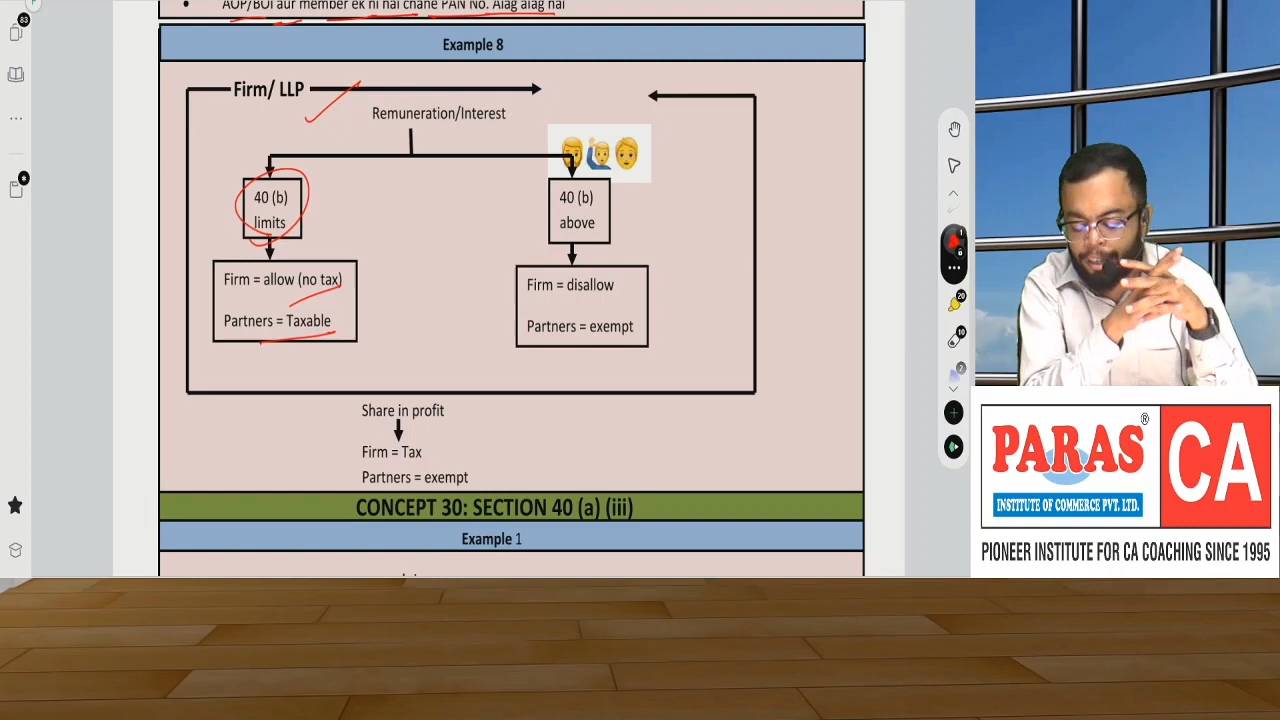 AOP/BOI aur member ek ni hai chahe PAN No. Alag alag hai
Example 8
Firm/ LLP
Remuneration/Interest
40 (b)
limits
40 (b)
above
Firm = allow (no tax)
Partners = Taxable
Firm = disallow
Partners = exempt
Share in profit
Firm = Tax
Partners = exempt
CONCEPT 30: SECTION 40 (a) (iii)
Example 1
PARAS ®
INSTITUTE OF COMMERCE PVT. LTD.
CA
PIONEER INSTITUTE FOR CA COACHING SINCE 1995